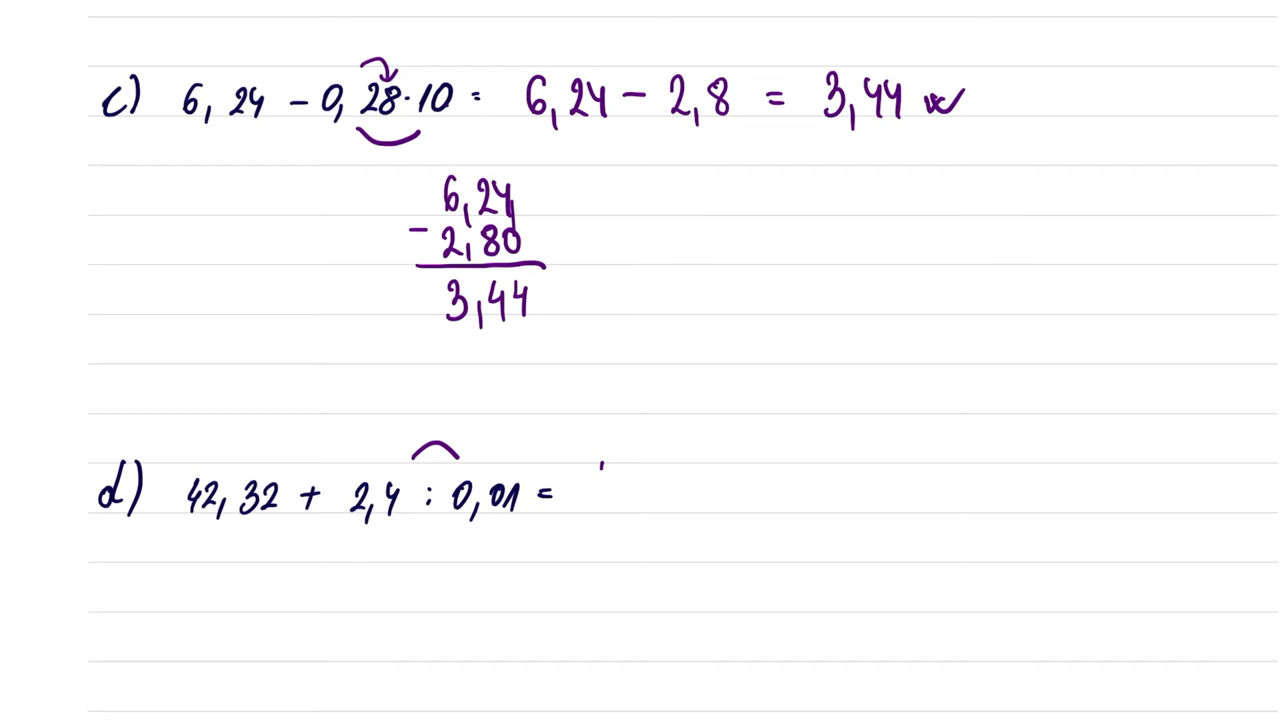 c) 6,24 - 0,28·10 = 6,24 - 2,8 = 3,44
6,24
- 2,80
3,44
d) 42,32 + 2,4 : 0,01 =